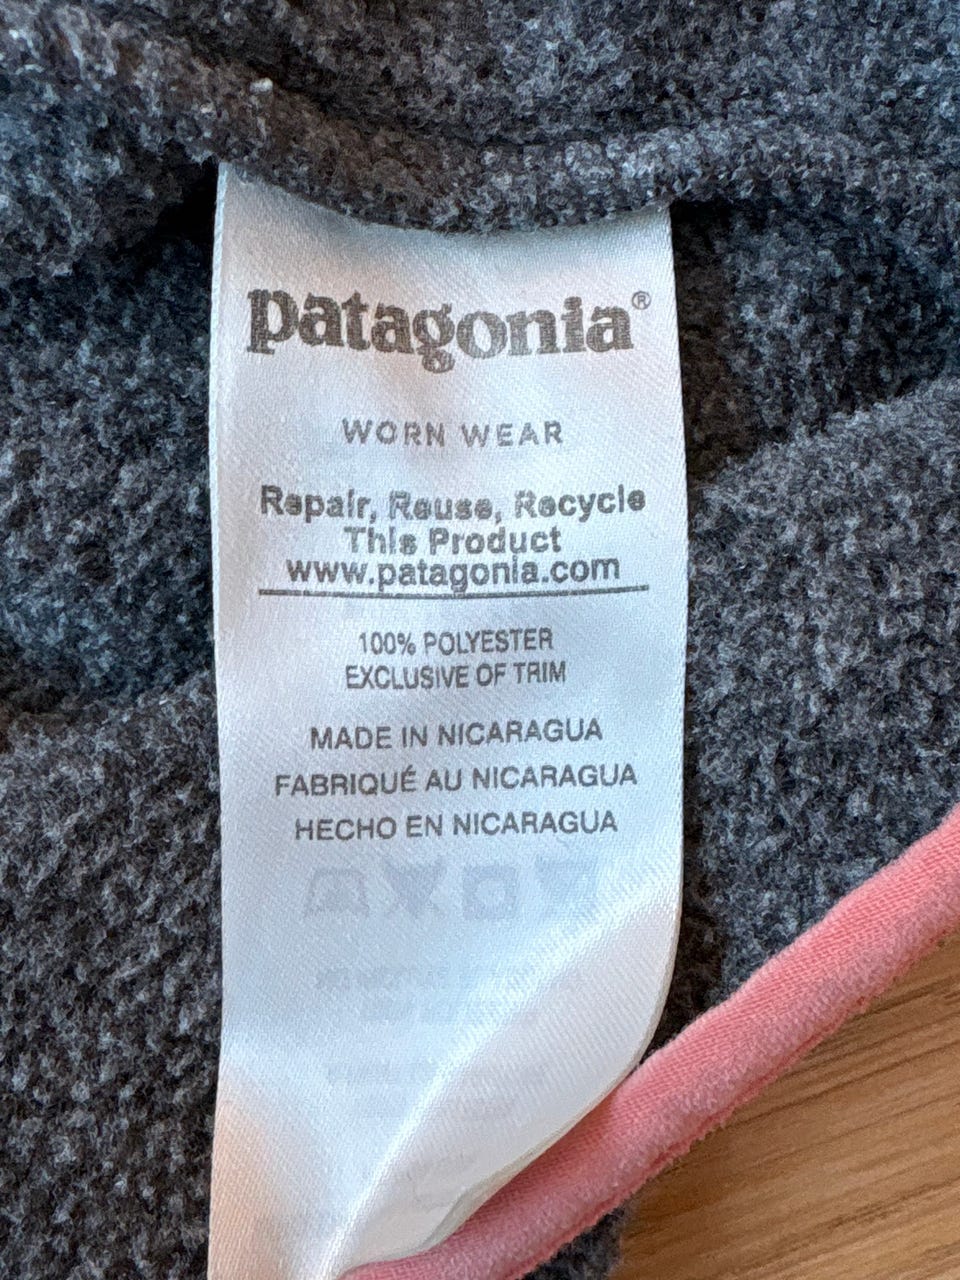 patagonia®
WORN WEAR
Repair, Reuse, Recycle
This Product
www.patagonia.com
100% POLYESTER
EXCLUSIVE OF TRIM
MADE IN NICARAGUA
FABRIQUÉ AU NICARAGUA
HECHO EN NICARAGUA